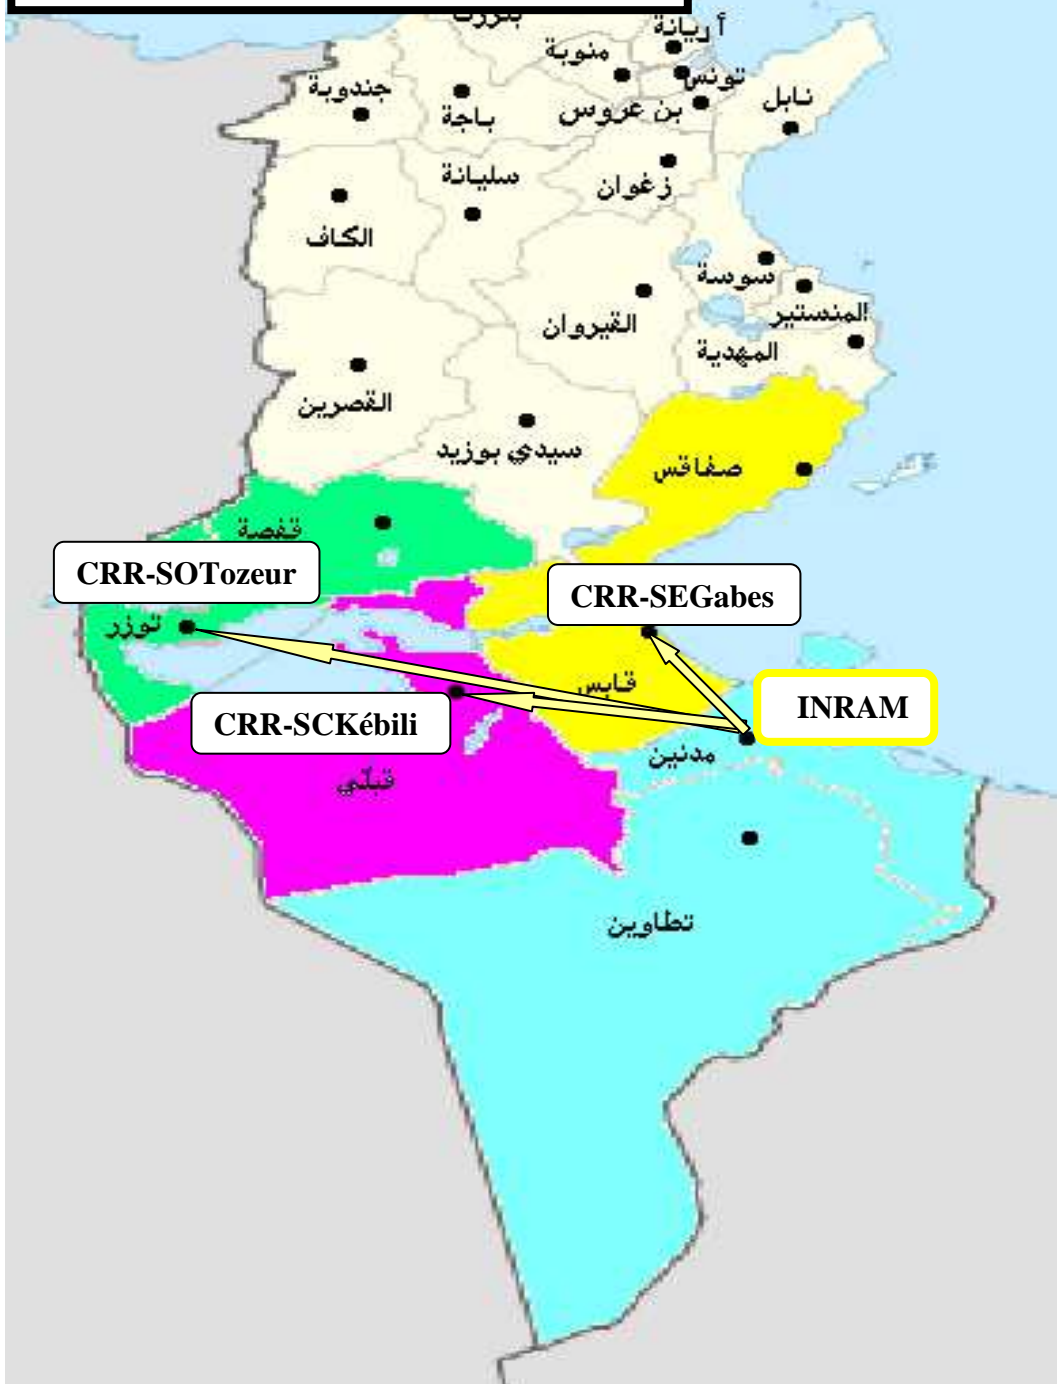 أريانة
منوبة
تونس
جندوبة
باجة
بن عروس
نابل
سليانة
زغوان
الكاف
سوسة
المنستير
القيروان
المهدية
القصرين
سيدي بوزيد
صفاقس
قفصة
CRR-SOTozeur
CRR-SEGabes
توزر
قابس
CRR-SCKébili
INRAM
مدنين
قبلي
تطاوين